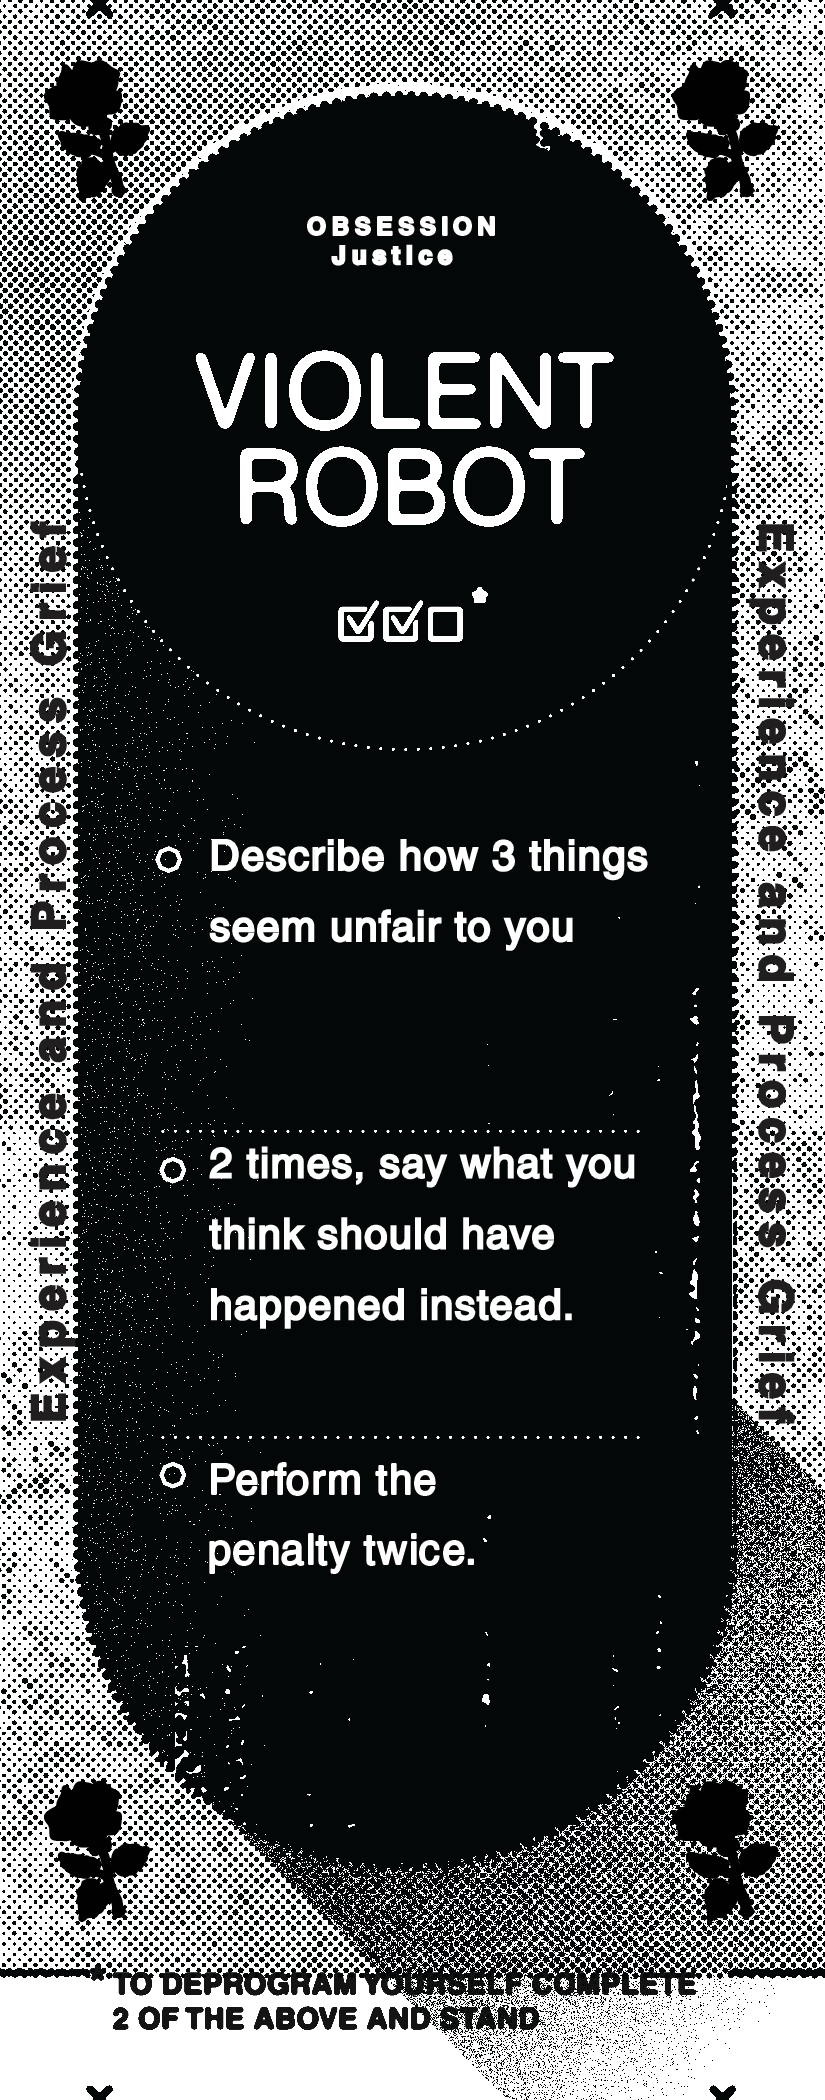 OBSESSION
Justice
VIOLENT
ROBOT
Experience and Process Grief
Experience and Process Grief
Describe how 3 things
seem unfair to you
2 times, say what you
think should have
happened instead.
Perform the
penalty twice.
*TO DEPROGRAM YOURSELF COMPLETE
2 OF THE ABOVE AND STAND